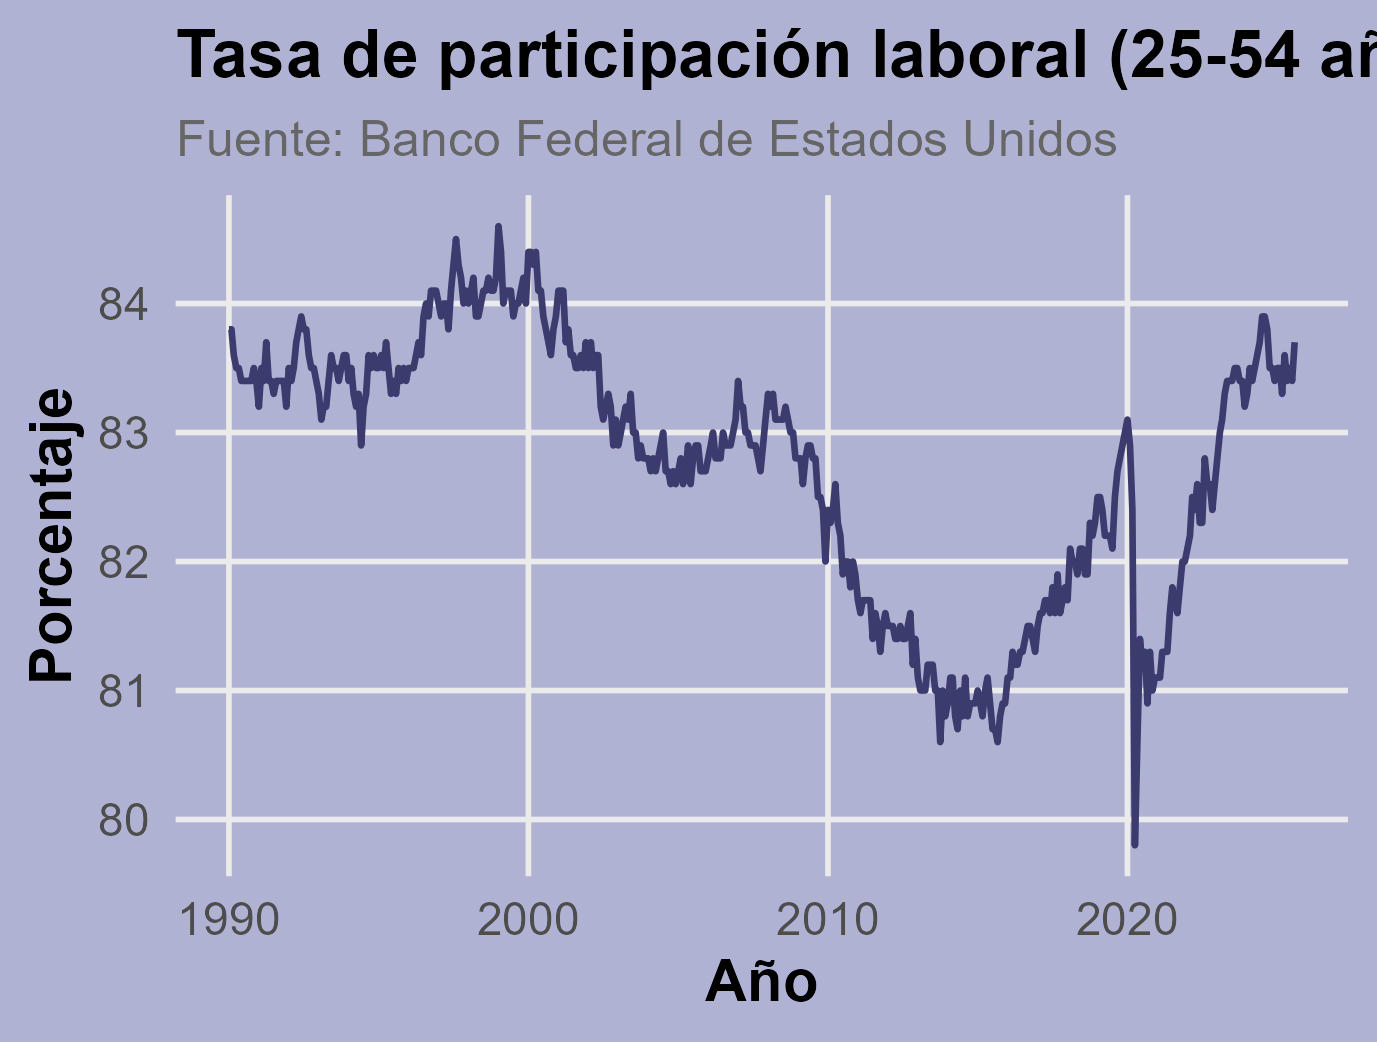 Tasa de participación laboral (25-54 añ
Fuente: Banco Federal de Estados Unidos
Porcentaje
84
83
82
81
80
1990
2000
2010
2020
Año